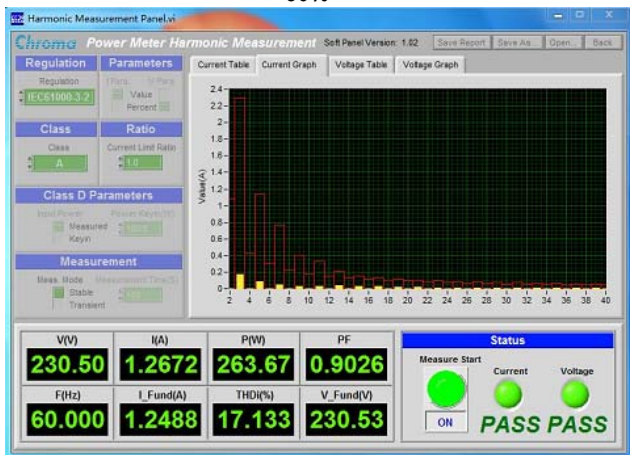 Harmonic Measurement Panel.vi
Chroma Power Meter Harmonic Measurement Soft Panel Version: 1.02 Save Report Save As... Open... Back
Regulation Parameters Current Table Current Graph Voltage Table Voltage Graph
Regulation
IEC61000-3-2 Value
Percent
Class Ratio
Class Current Limit Ratio
A 1.0
Class D Parameters
Input Power Power Keyin(W)
Measured
Keyin
Measurement
Meas. Mode Measurement Time(S)
Stable
Transient
Value(A)
2.4
2.2
2
1.8
1.6
1.4
1.2
1
0.8
0.6
0.4
0.2
0
2 4 6 8 10 12 14 16 18 20 22 24 26 28 30 32 34 36 38 40
V(V) I(A) P(W) PF
230.50 1.2672 263.67 0.9026
F(Hz) I_Fund(A) THDi(%) V_Fund(V)
60.000 1.2488 17.133 230.53
Status
Measure Start Current Voltage
ON PASS PASS